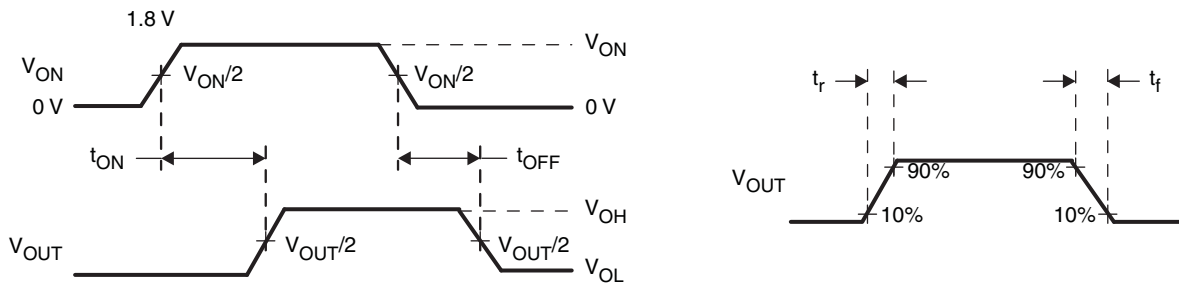 1.8 V
V_ON
V_ON
V_ON/2
V_ON/2
0 V
0 V
t_ON
t_OFF
V_OH
V_OUT
V_OUT/2
V_OUT/2
V_OL
t_r
t_f
V_OUT
90%
90%
10%
10%